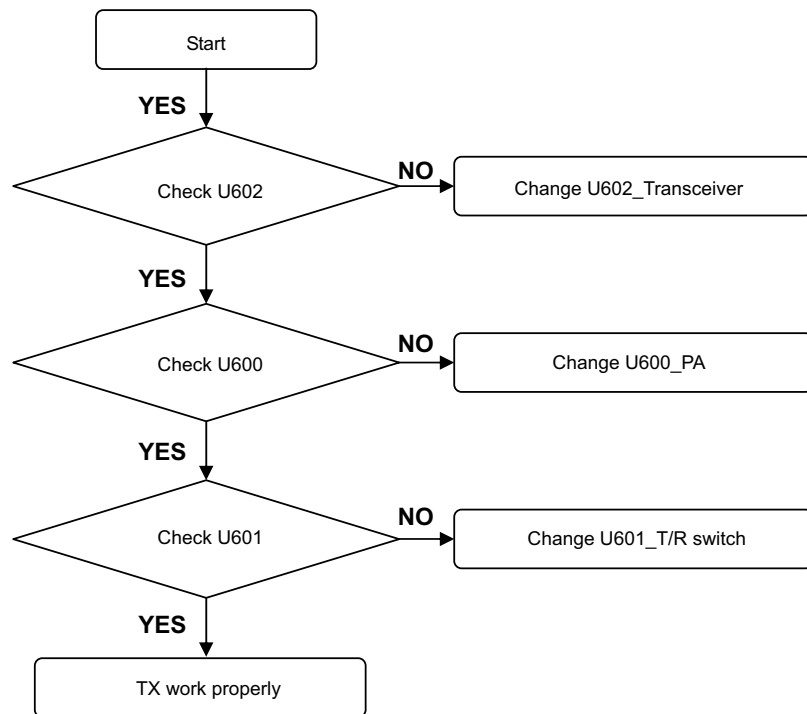 Start
YES
Check U602
NO
Change U602_Transceiver
YES
Check U600
NO
Change U600_PA
YES
Check U601
NO
Change U601_T/R switch
YES
TX work properly